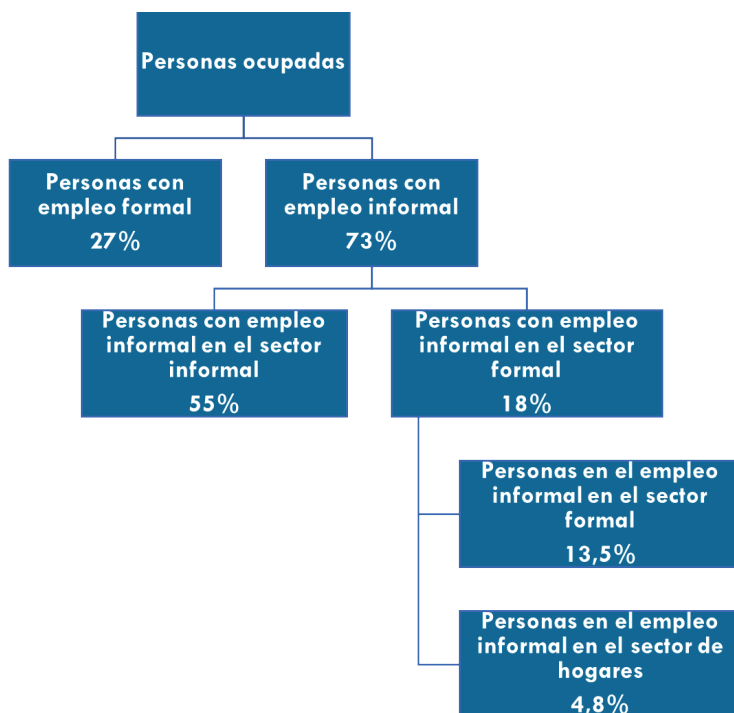 Personas ocupadas
Personas con
empleo formal
27%
Personas con
empleo informal
73%
Personas con empleo
informal en el sector
informal
55%
Personas con empleo
informal en el sector
formal
18%
Personas en el empleo
informal en el sector
formal
13,5%
Personas en el empleo
informal en el sector de
hogares
4,8%